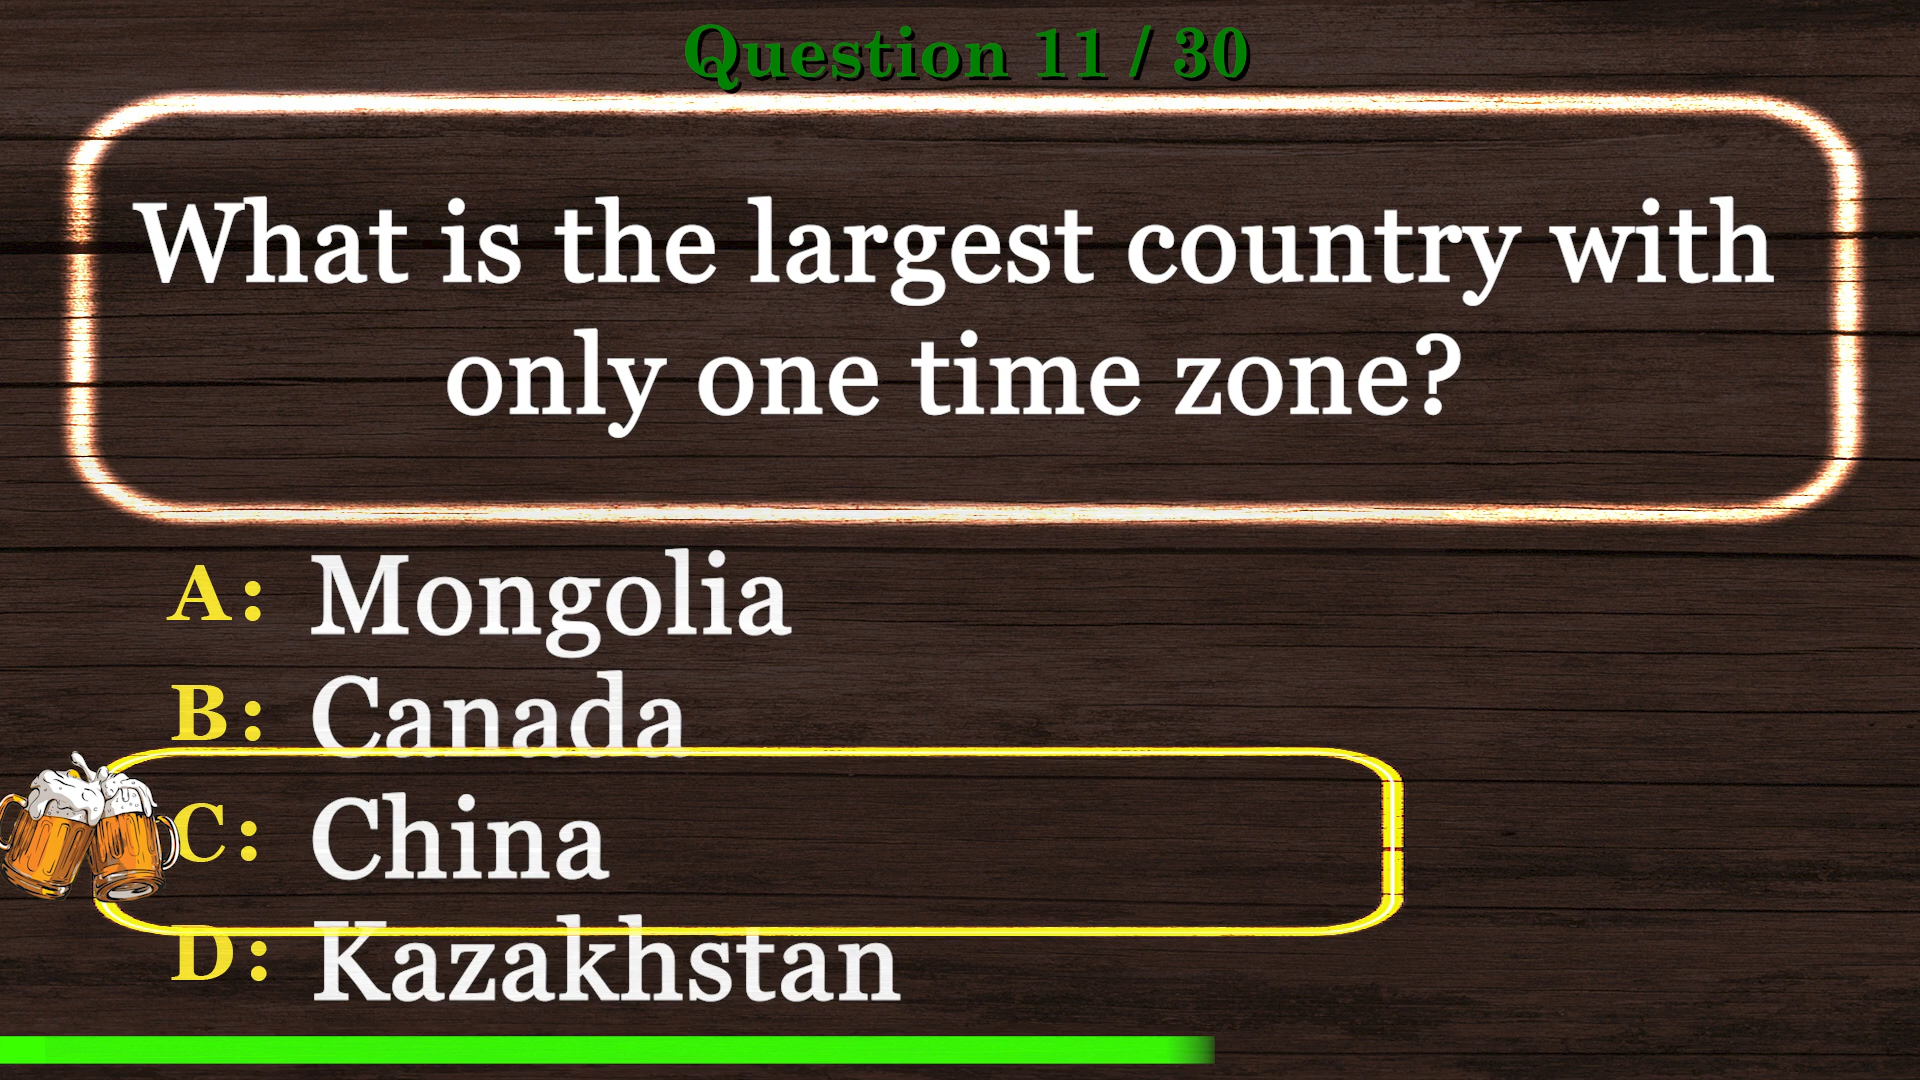 Question 11 / 30
What is the largest country with
only one time zone?
A: Mongolia
B: Canada
C: China
D: Kazakhstan